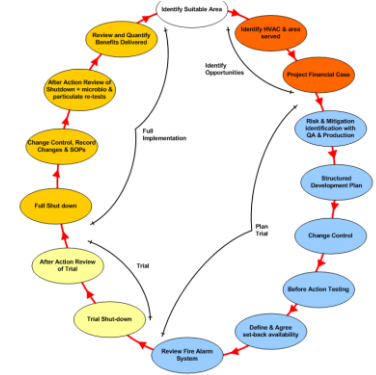 Identify Suitable Area
Identify HVAC & area
served
Project Financial Case
Risk & Mitigation
identification with
QA & Production
Structured
Development Plan
Change Control
Before Action Testing
Define & Agree
set-back availability
Review Fire Alarm
System
Trial Shut-down
After Action Review
of Trial
Full Shut down
Change Control, Record
Changes & SOPs
After Action Review of
Shutdown + microbio &
particulate re-tests
Review and Quantify
Benefits Delivered
Identify
Opportunities
Plan
Trial
Trial
Full
Implementation